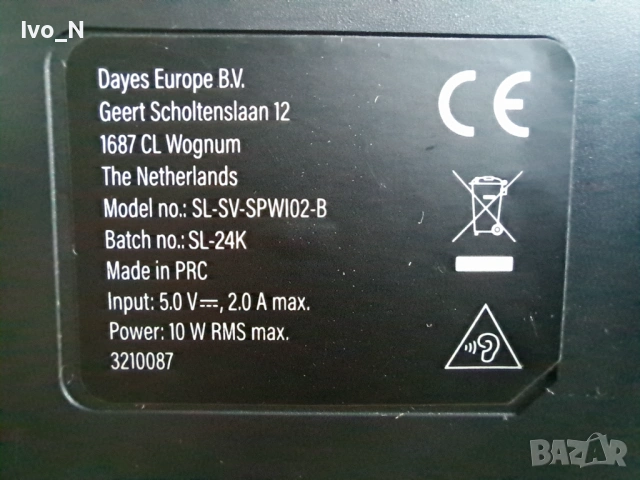 Ivo_N
Dayes Europe B.V.
Geert Scholtenslaan 12
1687 CL Wognum
The Netherlands
Model no.: SL-SV-SPWI02-B
Batch no.: SL-24K
Made in PRC
Input: 5.0 V⎓, 2.0 A max.
Power: 10 W RMS max.
3210087
CE
BAZAR